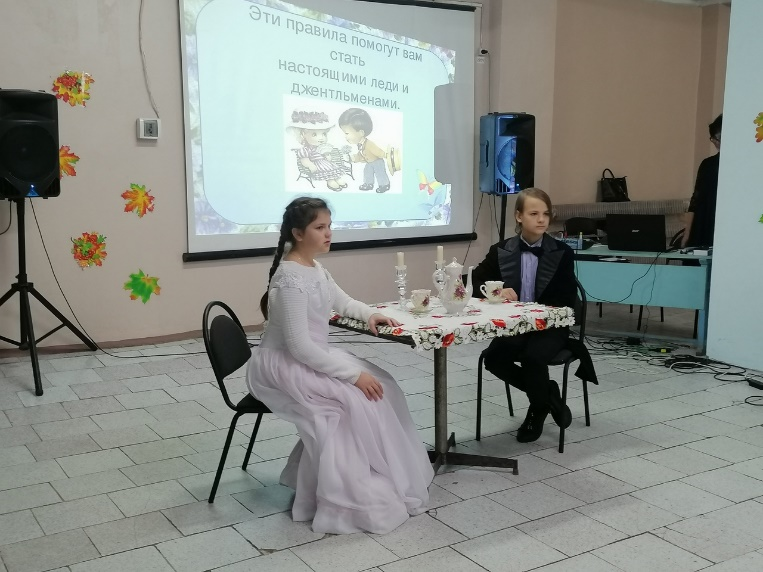 Эти правила помогут вам
стать
настоящими леди и
джентльменами.